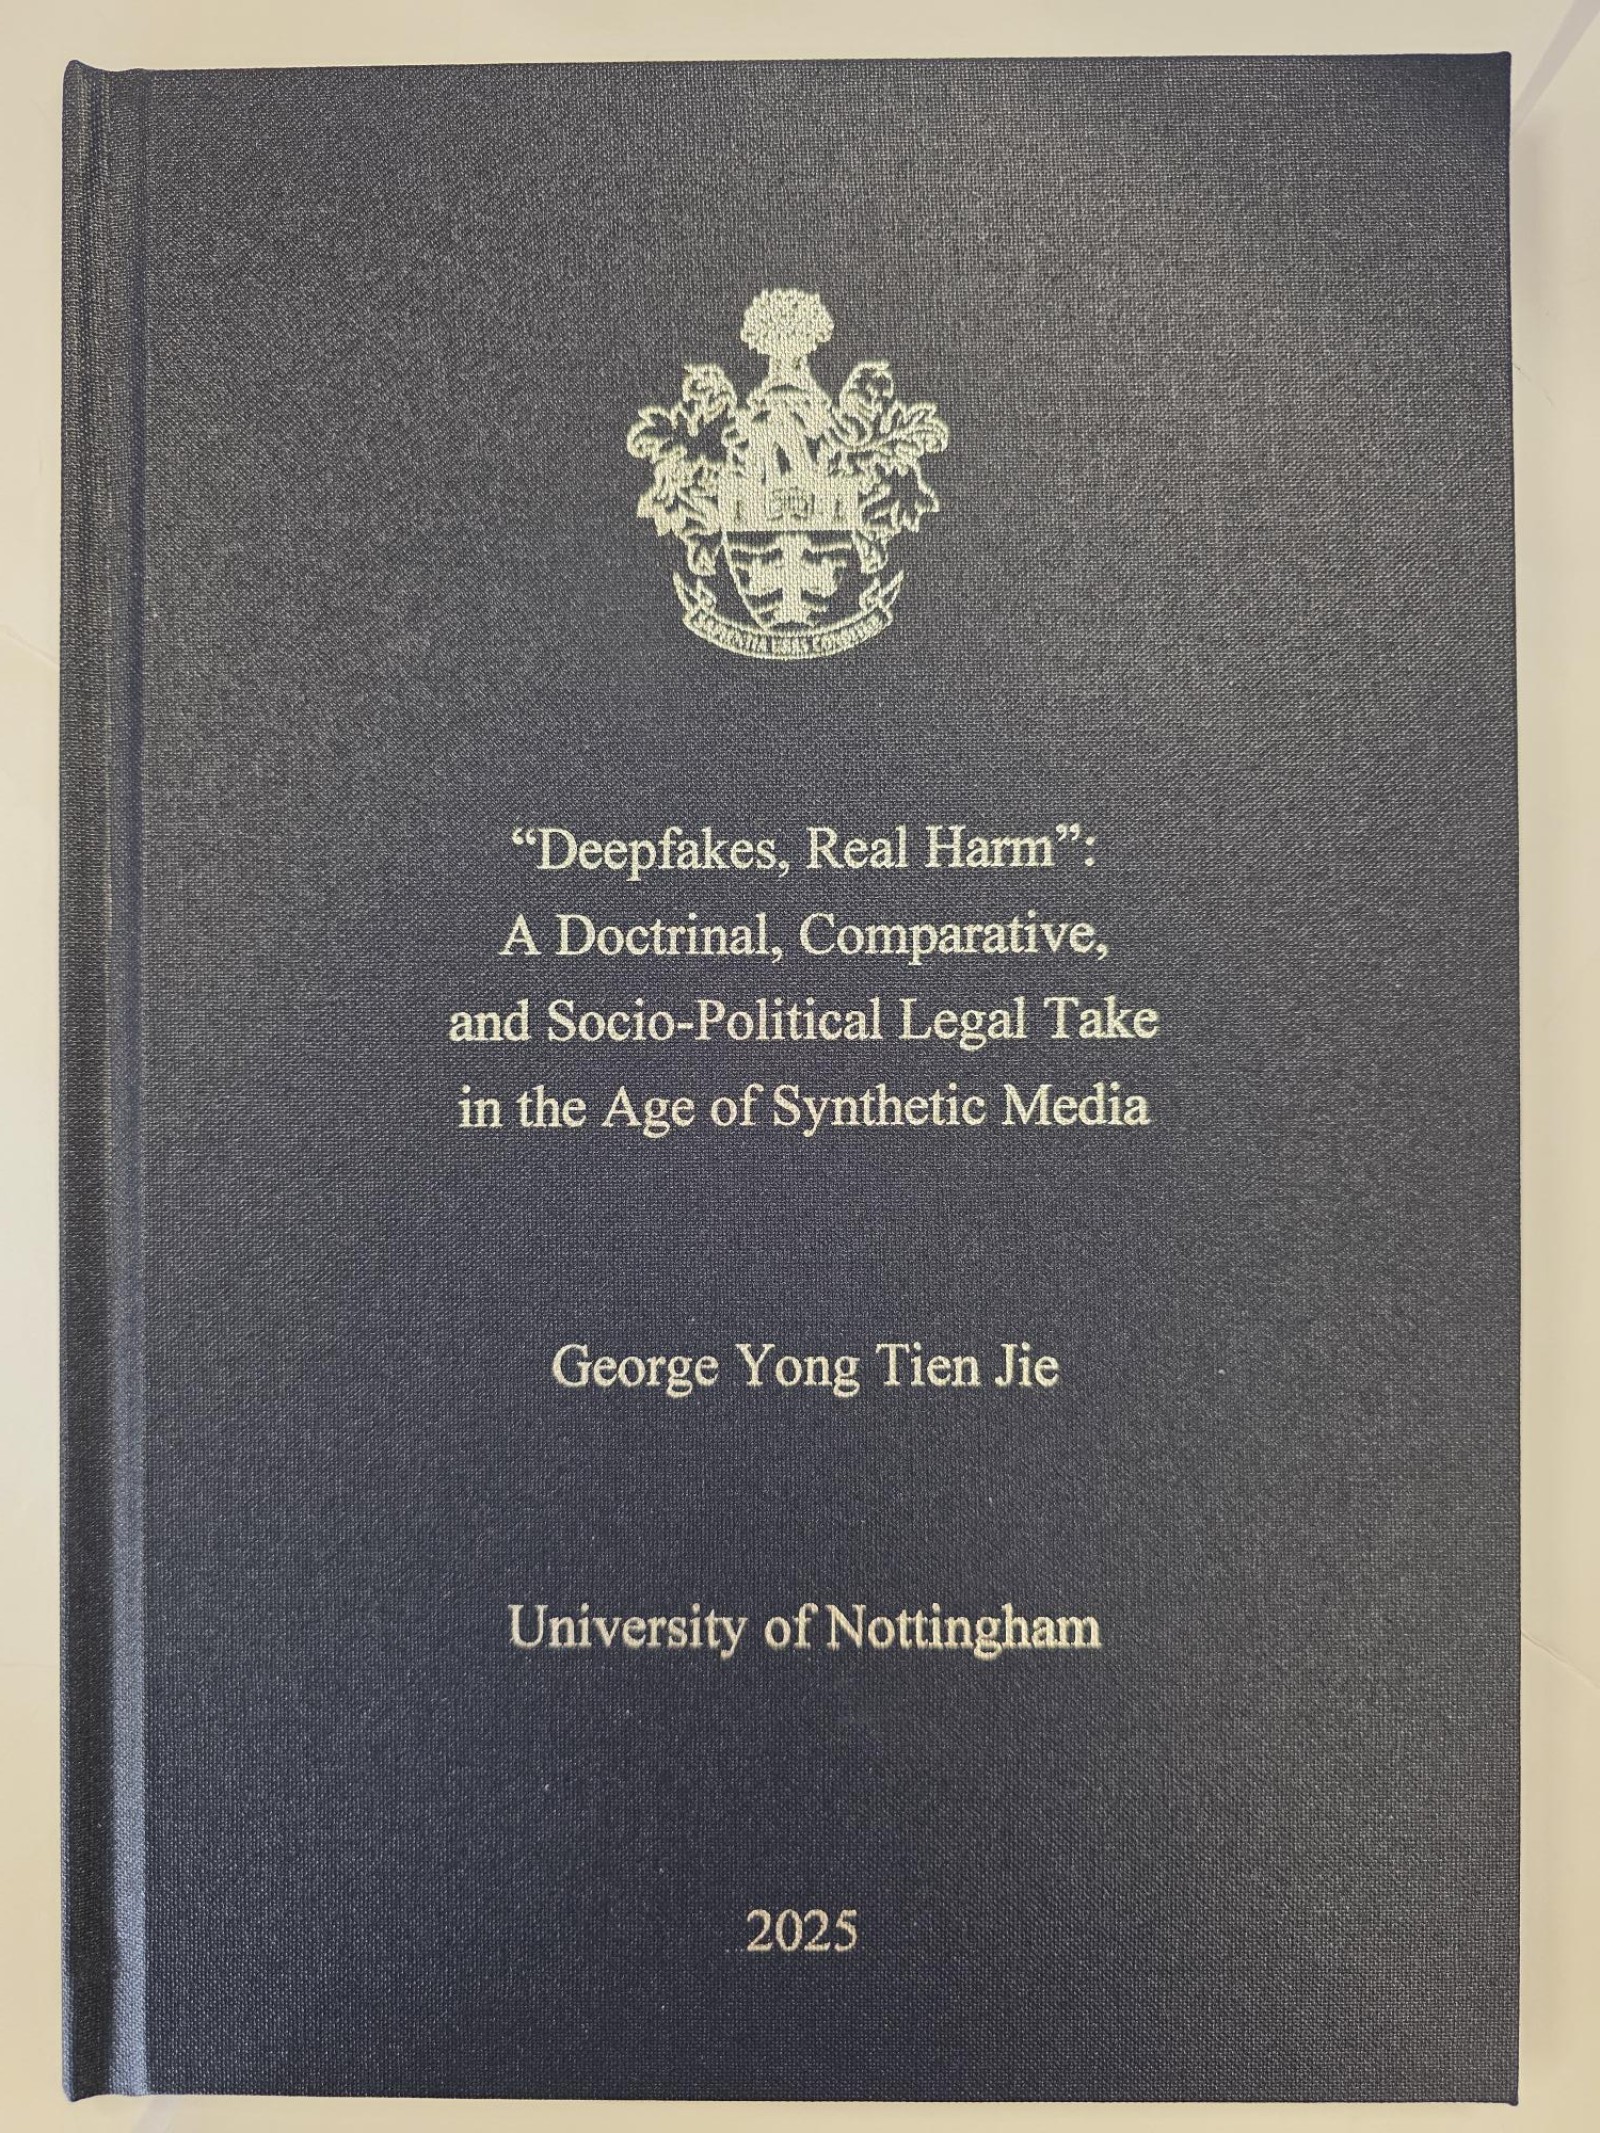 “Deepfakes, Real Harm”:
A Doctrinal, Comparative,
and Socio-Political Legal Take
in the Age of Synthetic Media
George Yong Tien Jie
University of Nottingham
2025